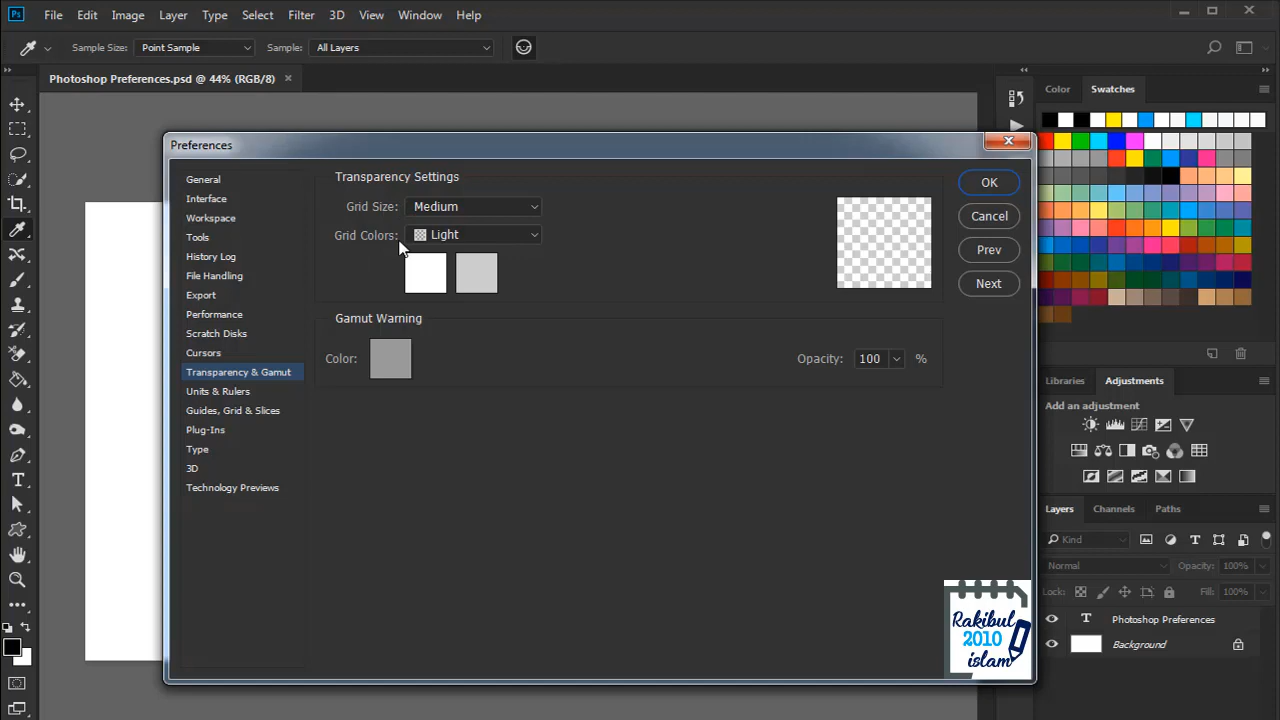 Ps File Edit Image Layer Type Select Filter 3D View Window Help
Sample Size: Point Sample Sample: All Layers
Photoshop Preferences.psd @ 44% (RGB/8)
Color Swatches
Preferences
General
Interface
Workspace
Tools
History Log
File Handling
Export
Performance
Scratch Disks
Cursors
Transparency & Gamut
Units & Rulers
Guides, Grid & Slices
Plug-Ins
Type
3D
Technology Previews
Transparency Settings
Grid Size: Medium
Grid Colors: Light
Gamut Warning
Color:
Opacity: 100 %
OK
Cancel
Prev
Next
Libraries Adjustments
Add an adjustment
Layers Channels Paths
Kind
Normal Opacity: 100%
Lock: Fill: 100%
T Photoshop Preferences
Background
Rakibul
2010
islam